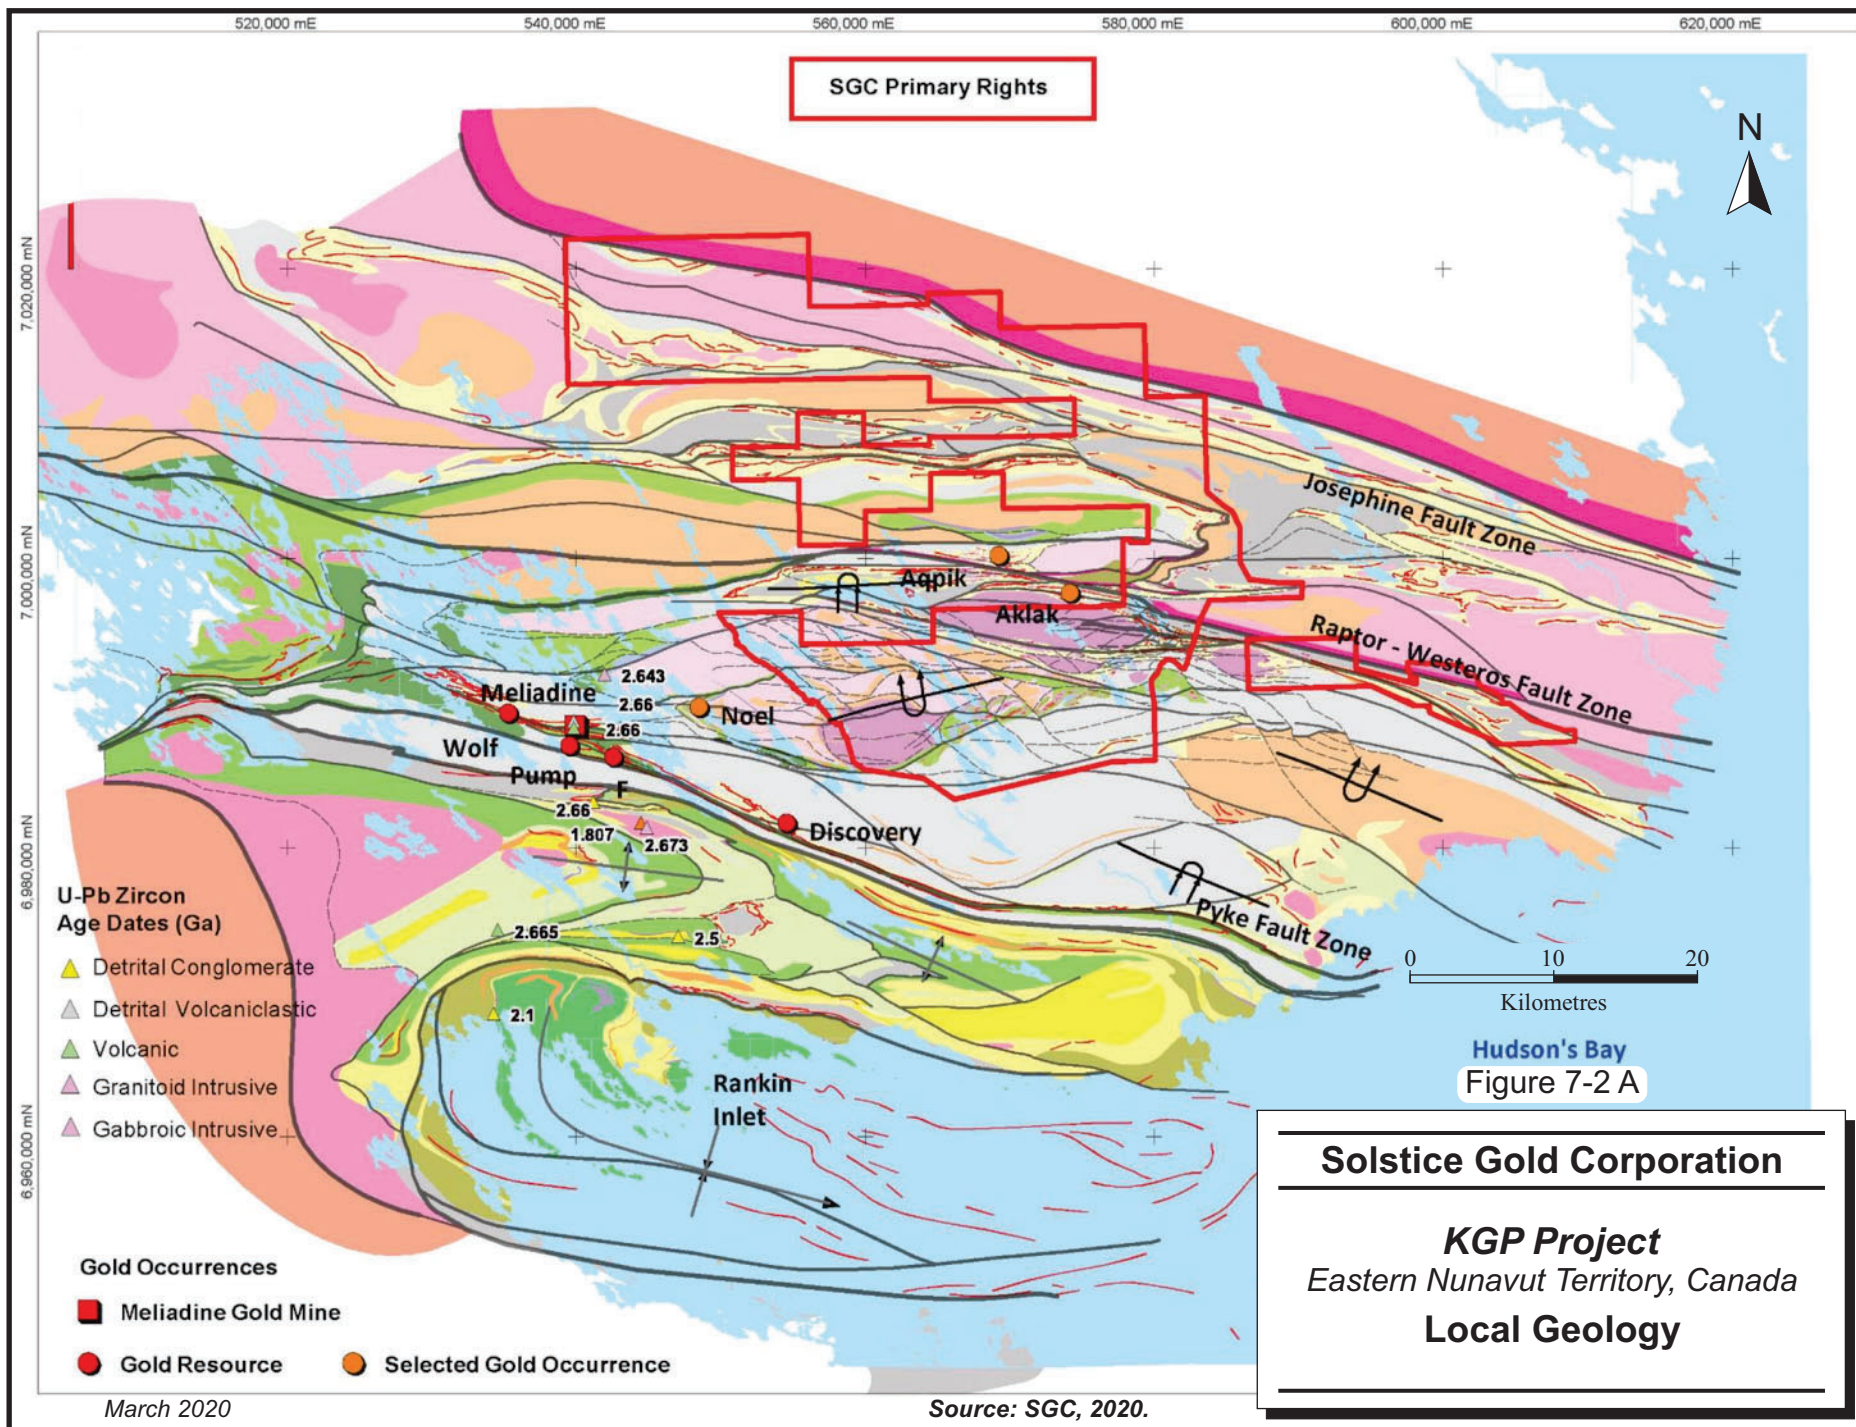 520,000 mE
540,000 mE
560,000 mE
580,000 mE
600,000 mE
620,000 mE
SGC Primary Rights
N
7,020,000 mN
7,000,000 mN
6,980,000 mN
6,960,000 mN
Josephine Fault Zone
Aqpik
Aklak
Raptor - Westeros Fault Zone
2.643
Meliadine
2.66
Noel
2.66
Wolf
Pump
F
2.66
1.807
2.673
Discovery
Pyke Fault Zone
2.665
2.5
2.1
U-Pb Zircon
Age Dates (Ga)
Detrital Conglomerate
Detrital Volcaniclastic
Volcanic
Granitoid Intrusive
Gabbroic Intrusive
0 10 20
Kilometres
Hudson's Bay
Figure 7-2 A
Rankin
Inlet
Solstice Gold Corporation
KGP Project
Eastern Nunavut Territory, Canada
Local Geology
Gold Occurrences
Meliadine Gold Mine
Gold Resource
Selected Gold Occurrence
March 2020
Source: SGC, 2020.